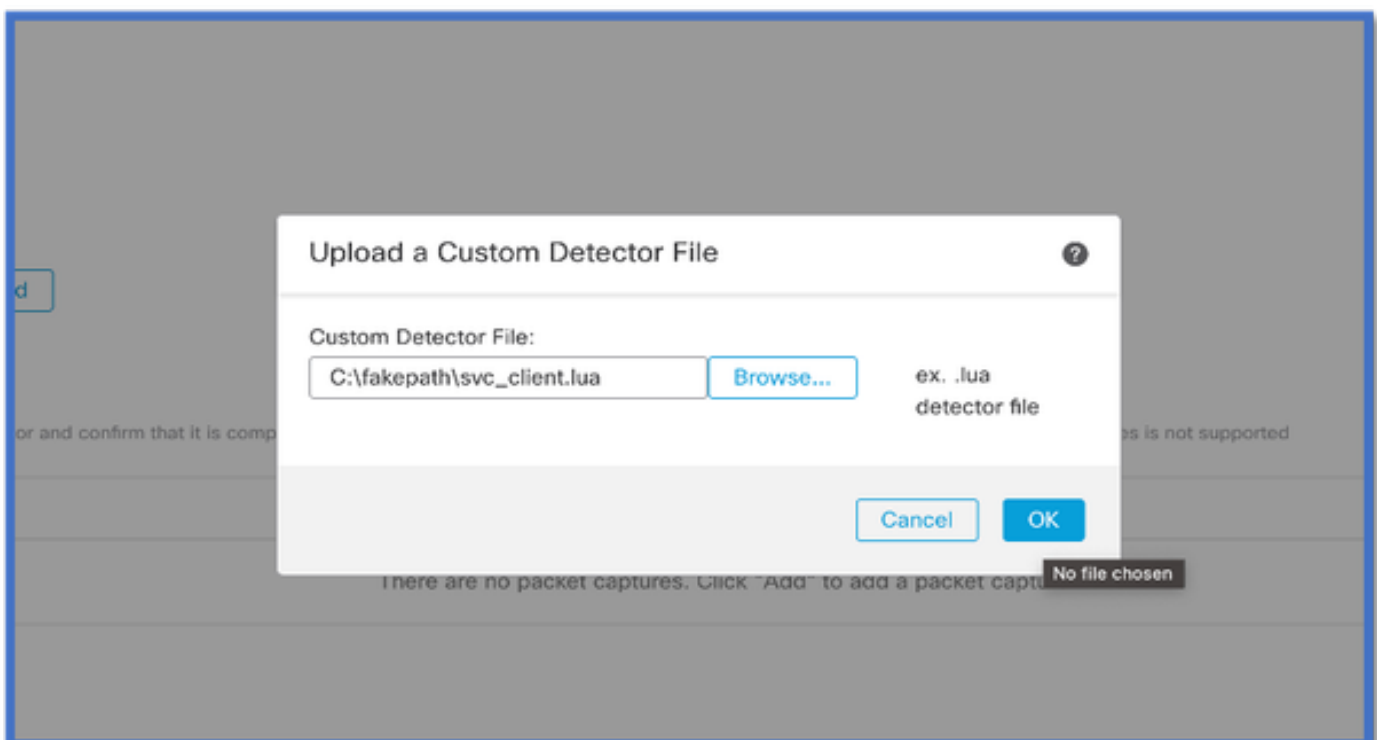 Upload a Custom Detector File
?
d
Custom Detector File:
C:\fakepath\svc_client.lua
Browse...
ex. .lua
detector file
or and confirm that it is comp
es is not supported
Cancel
OK
No file chosen
There are no packet captures. Click "Add" to add a packet captu